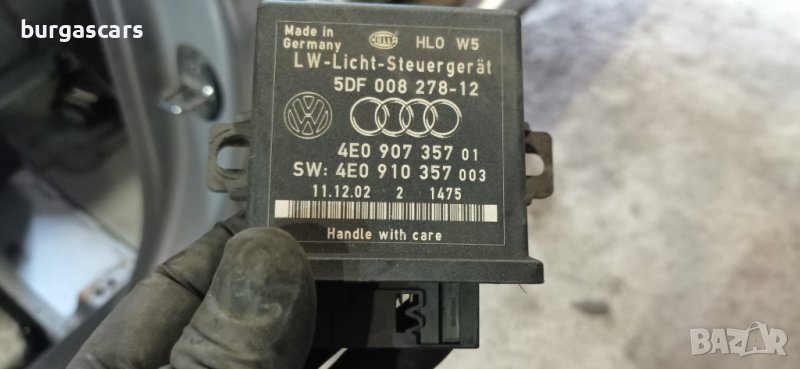 burgascars
Made in
Germany
HELLA
HLO W5
LW-Licht-Steuergerät
5DF 008 278-12
4E0 907 357 01
SW: 4E0 910 357 003
11.12.02 2 1475
Handle with care
BAZAR